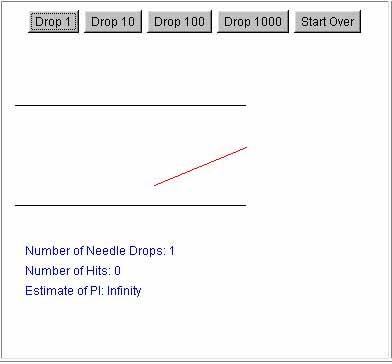 Drop 1 Drop 10 Drop 100 Drop 1000 Start Over
Number of Needle Drops: 1
Number of Hits: 0
Estimate of PI: Infinity